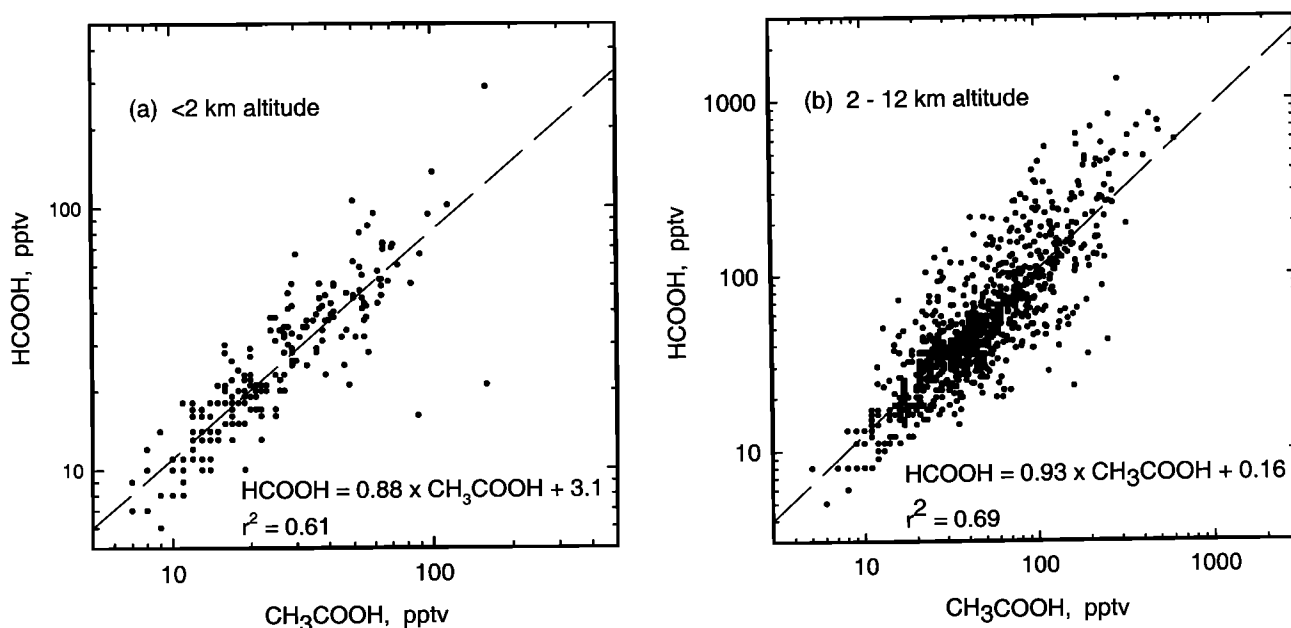 (a) <2 km altitude
HCOOH, pptv
100
10
HCOOH = 0.88 x CH₃COOH + 3.1
r² = 0.61
10 100
CH₃COOH, pptv
(b) 2 - 12 km altitude
HCOOH, pptv
1000
100
10
HCOOH = 0.93 x CH₃COOH + 0.16
r² = 0.69
10 100 1000
CH₃COOH, pptv